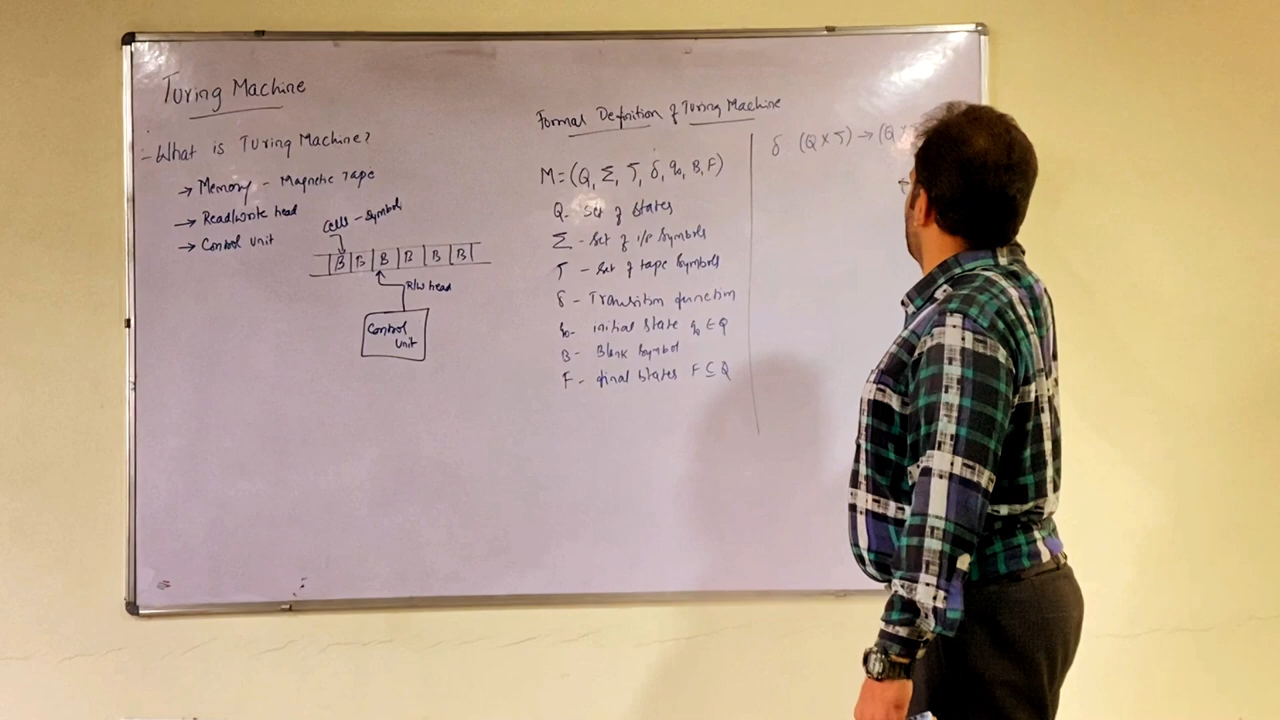 Turing Machine
- What is Turing Machine?
→ Memory - Magnetic Tape
→ Read/write head
→ Control Unit
Cells - Symbol
B B B B B B
R/W head
Control Unit
Formal Definition of Turing Machine
M = (Q, Σ, Τ, δ, q₀, B, F)
Q - Set of States
Σ - Set of i/p Symbols
Τ - Set of tape Symbols
δ - Transition function
q₀ - initial State q₀ ∈ Q
B - Blank Symbol
F - final States F ⊆ Q
δ (Q × Τ) → (Q ×